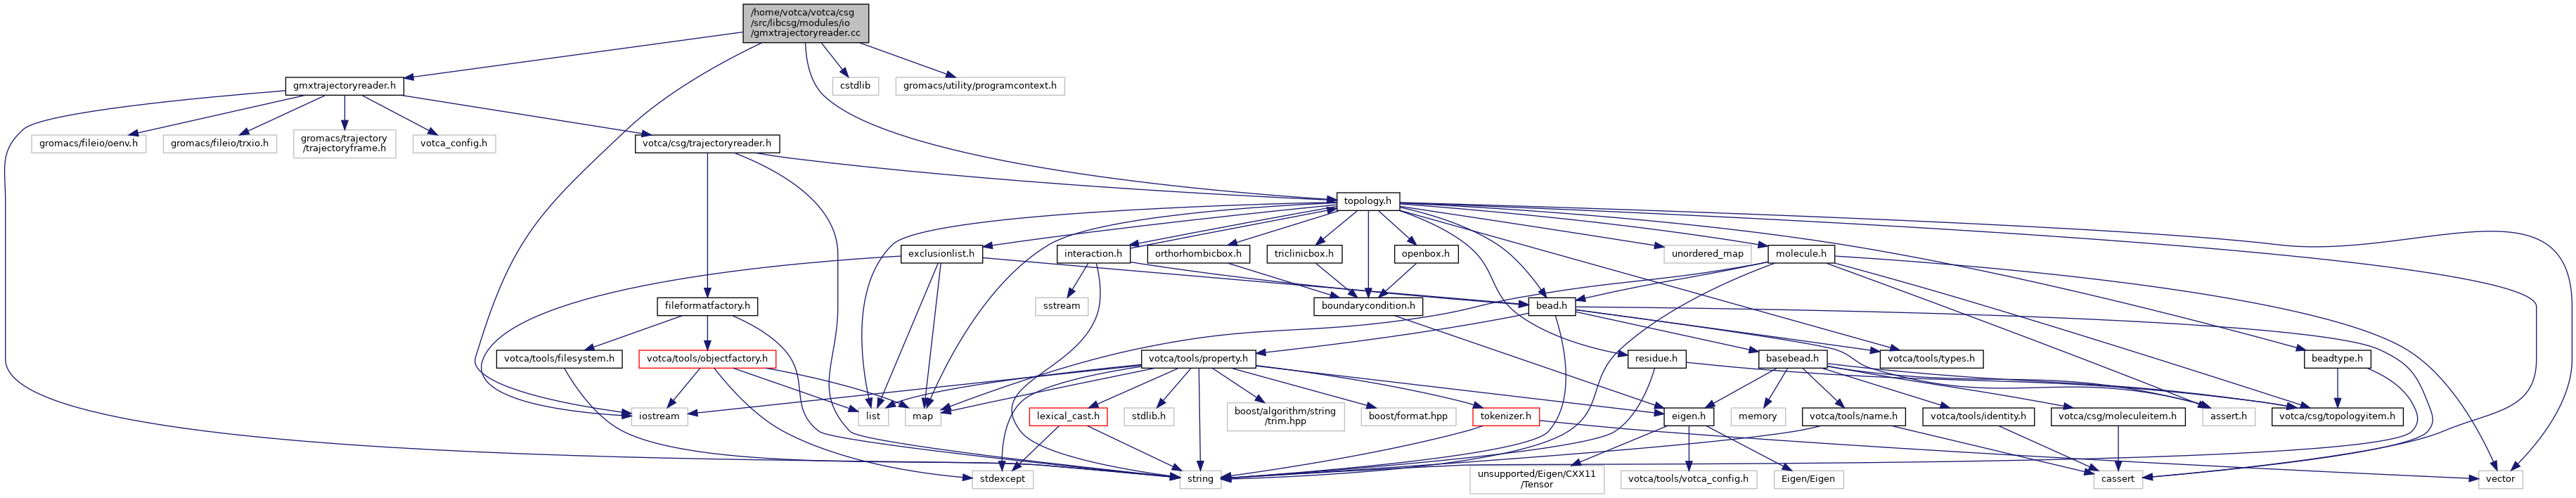 /home/votca/votca/csg
/src/libcsg/modules/io
/gmxtrajectoryreader.cc
gmxtrajectoryreader.h
cstdlib
gromacs/utility/programcontext.h
gromacs/fileio/oenv.h
gromacs/fileio/trxio.h
gromacs/trajectory
/trajectoryframe.h
votca_config.h
votca/csg/trajectoryreader.h
topology.h
exclusionlist.h
interaction.h
orthorhombicbox.h
triclinicbox.h
openbox.h
unordered_map
molecule.h
fileformatfactory.h
sstream
boundarycondition.h
bead.h
votca/tools/filesystem.h
votca/tools/objectfactory.h
votca/tools/property.h
residue.h
basebead.h
votca/tools/types.h
beadtype.h
iostream
list
map
lexical_cast.h
stdlib.h
boost/algorithm/string
/trim.hpp
boost/format.hpp
tokenizer.h
eigen.h
memory
votca/tools/name.h
votca/tools/identity.h
votca/csg/moleculeitem.h
assert.h
votca/csg/topologyitem.h
stdexcept
string
unsupported/Eigen/CXX11
/Tensor
votca/tools/votca_config.h
Eigen/Eigen
cassert
vector